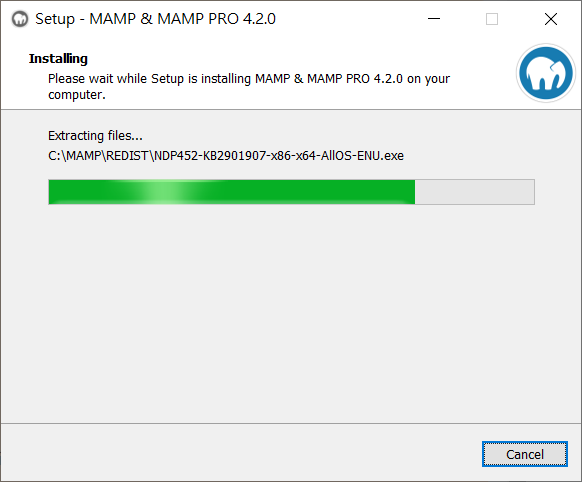 Setup - MAMP & MAMP PRO 4.2.0
Installing
Please wait while Setup is installing MAMP & MAMP PRO 4.2.0 on your
computer.
Extracting files...
C:\MAMP\REDIST\NDP452-KB2901907-x86-x64-AllOS-ENU.exe
Cancel